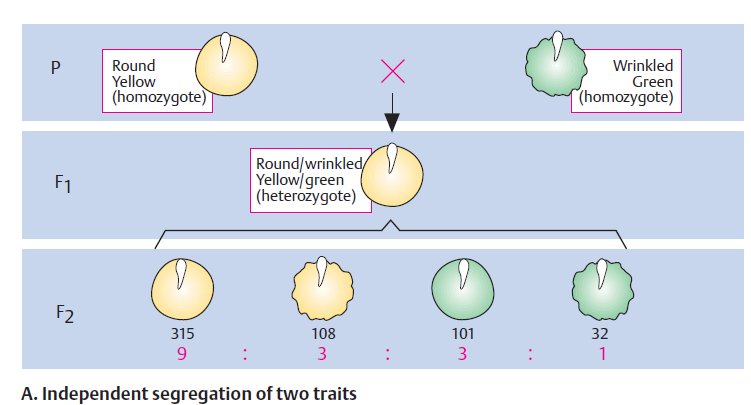 P
Round
Yellow
(homozygote)
Wrinkled
Green
(homozygote)
F1
Round/wrinkled
Yellow/green
(heterozygote)
F2
315 108 101 32
9 : 3 : 3 : 1
A. Independent segregation of two traits